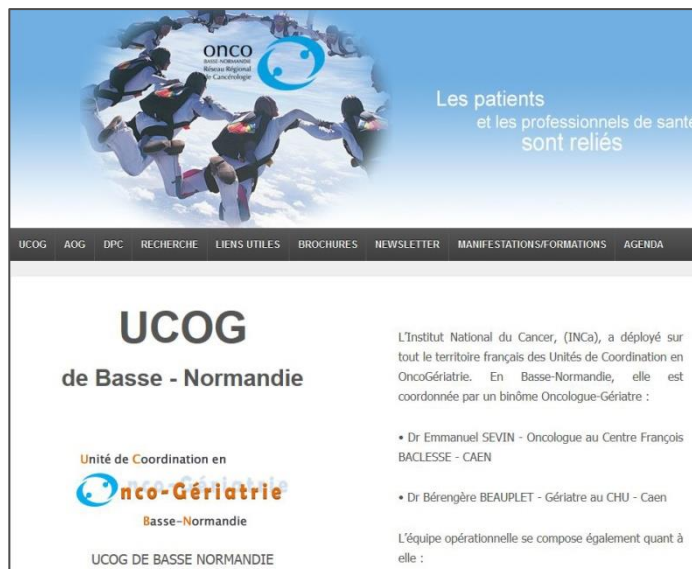 onco
BASSE-NORMANDIE
Réseau Régional
de Cancérologie
Les patients
et les professionnels de santé
sont reliés
UCOG AOG DPC RECHERCHE LIENS UTILES BROCHURES NEWSLETTER MANIFESTATIONS/FORMATIONS AGENDA
UCOG
de Basse - Normandie
Unité de Coordination en
Onco-Gériatrie
Basse-Normandie
UCOG DE BASSE NORMANDIE
L'Institut National du Cancer, (INCa), a déployé sur
tout le territoire français des Unités de Coordination en
OncoGériatrie. En Basse-Normandie, elle est
coordonnée par un binôme Oncologue-Gériatre :
• Dr Emmanuel SEVIN - Oncologue au Centre François
BACLESSE - CAEN
• Dr Bérengère BEAUPLET - Gériatre au CHU - Caen
L'équipe opérationnelle se compose également quant à
elle :